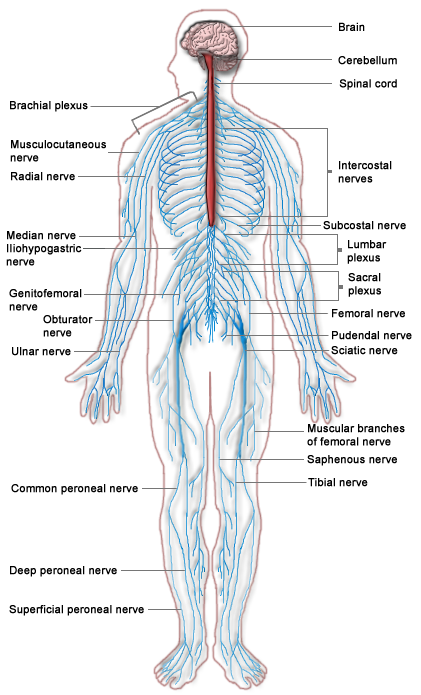 Brain
Cerebellum
Spinal cord
Brachial plexus
Musculocutaneous
nerve
Radial nerve
Intercostal
nerves
Median nerve
Iliohypogastric
nerve
Subcostal nerve
Lumbar
plexus
Sacral
plexus
Genitofemoral
nerve
Obturator
nerve
Ulnar nerve
Femoral nerve
Pudendal nerve
Sciatic nerve
Muscular branches
of femoral nerve
Saphenous nerve
Tibial nerve
Common peroneal nerve
Deep peroneal nerve
Superficial peroneal nerve